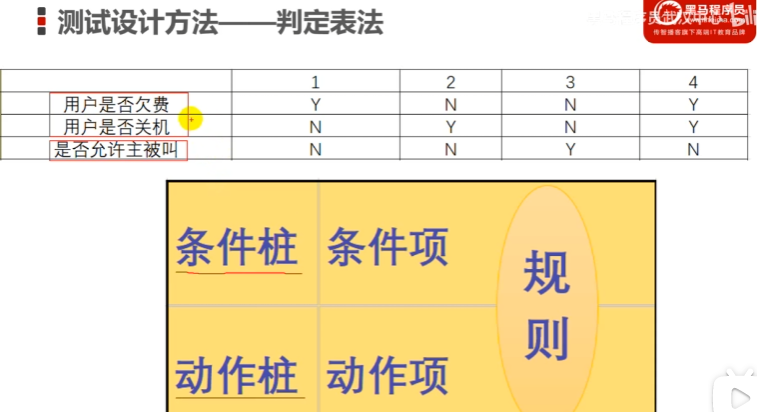 测试设计方法——判定表法
黑马程序员
传智播客旗下高端IT教育品牌
1 2 3 4
用户是否欠费 Y N N Y
用户是否关机 N Y N Y
是否允许主被叫 N N Y N
条件桩 条件项
规则
动作桩 动作项